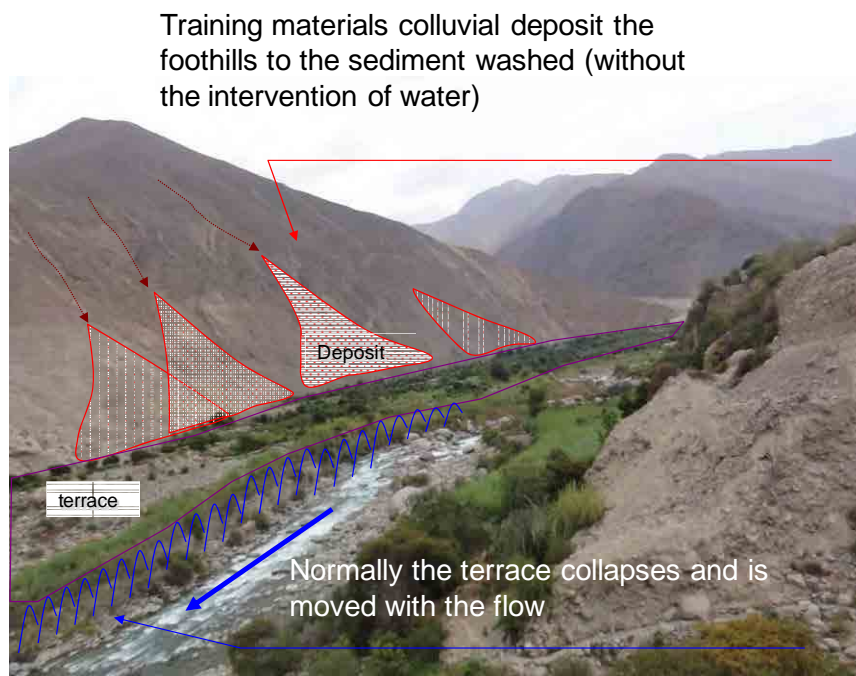 Training materials colluvial deposit the
foothills to the sediment washed (without
the intervention of water)
Deposit
terrace
Normally the terrace collapses and is
moved with the flow